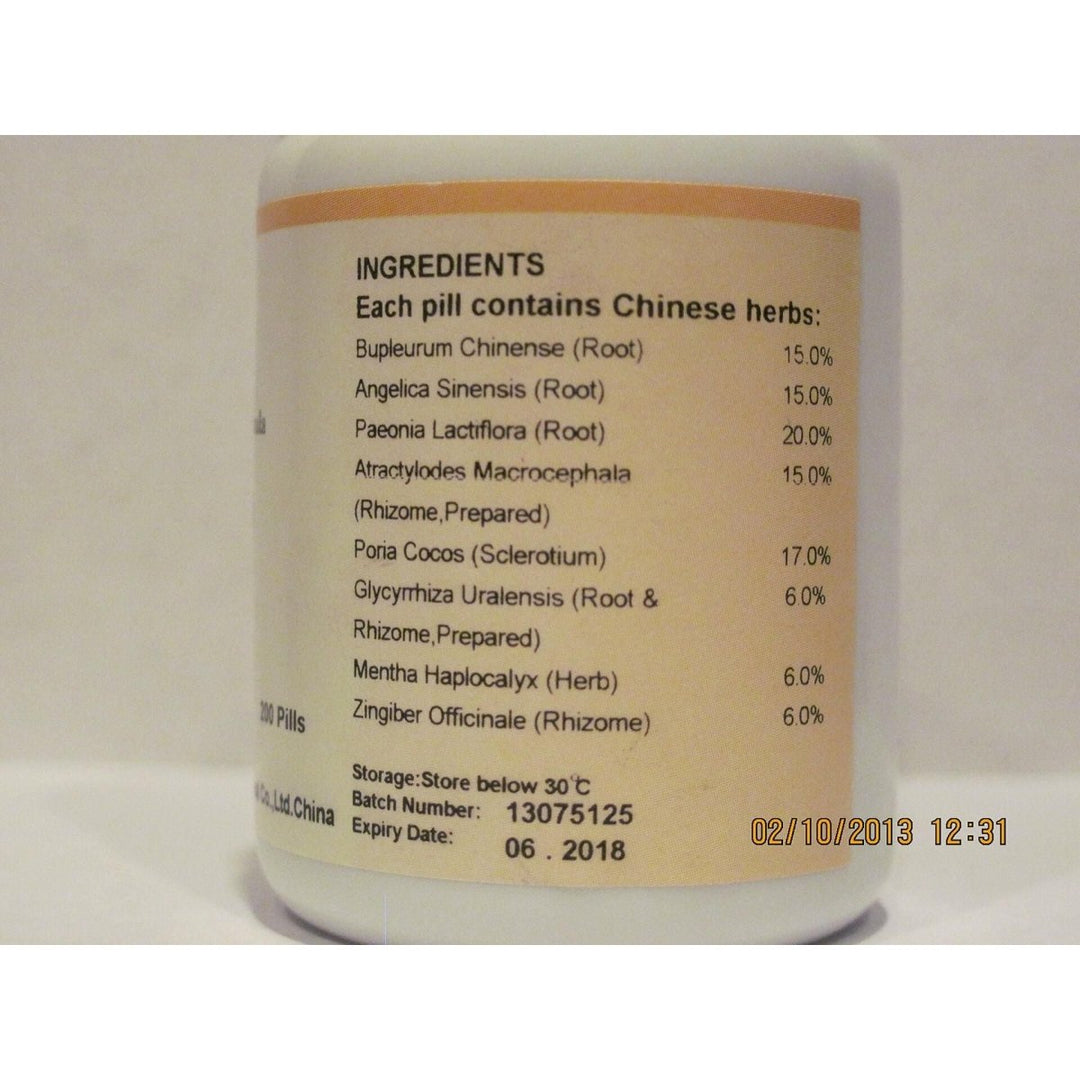 INGREDIENTS
Each pill contains Chinese herbs:
Bupleurum Chinense (Root) 15.0%
Angelica Sinensis (Root) 15.0%
Paeonia Lactiflora (Root) 20.0%
Atractylodes Macrocephala 15.0%
(Rhizome,Prepared)
Poria Cocos (Sclerotium) 17.0%
Glycyrrhiza Uralensis (Root & 6.0%
Rhizome,Prepared)
Mentha Haplocalyx (Herb) 6.0%
Zingiber Officinale (Rhizome) 6.0%
200 Pills
Co.,Ltd.China
Storage:Store below 30℃
Batch Number: 13075125
Expiry Date: 06 . 2018
02/10/2013 12:31